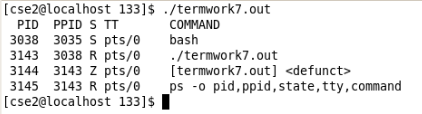 [cse2@localhost 133]$ ./termwork7.out
PID PPID S TT COMMAND
3038 3035 S pts/0 bash
3143 3038 R pts/0 ./termwork7.out
3144 3143 Z pts/0 [termwork7.out] <defunct>
3145 3143 R pts/0 ps -o pid,ppid,state,tty,command
[cse2@localhost 133]$